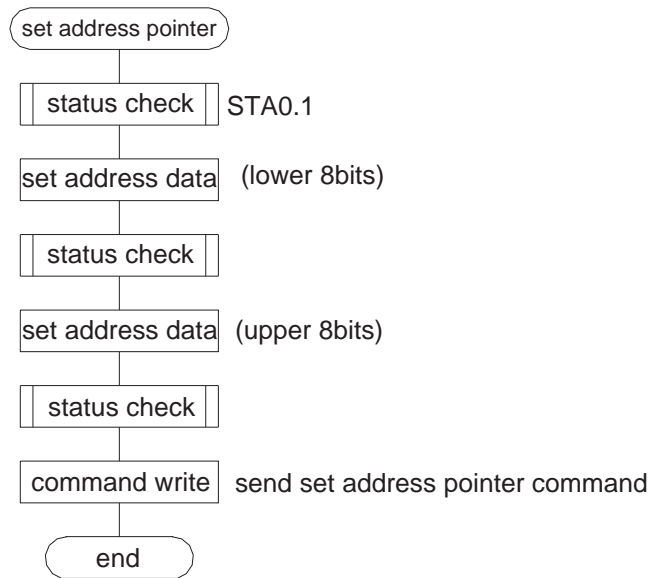 set address pointer
status check STA0.1
set address data (lower 8bits)
status check
set address data (upper 8bits)
status check
command write send set address pointer command
end